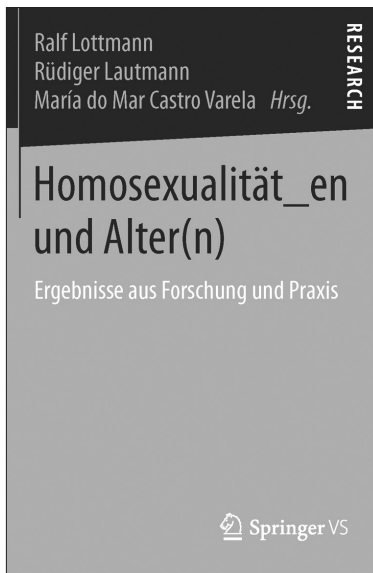 Ralf Lottmann
Rüdiger Lautmann
María do Mar Castro Varela Hrsg.
RESEARCH
Homosexualität_en
und Alter(n)
Ergebnisse aus Forschung und Praxis
Springer VS